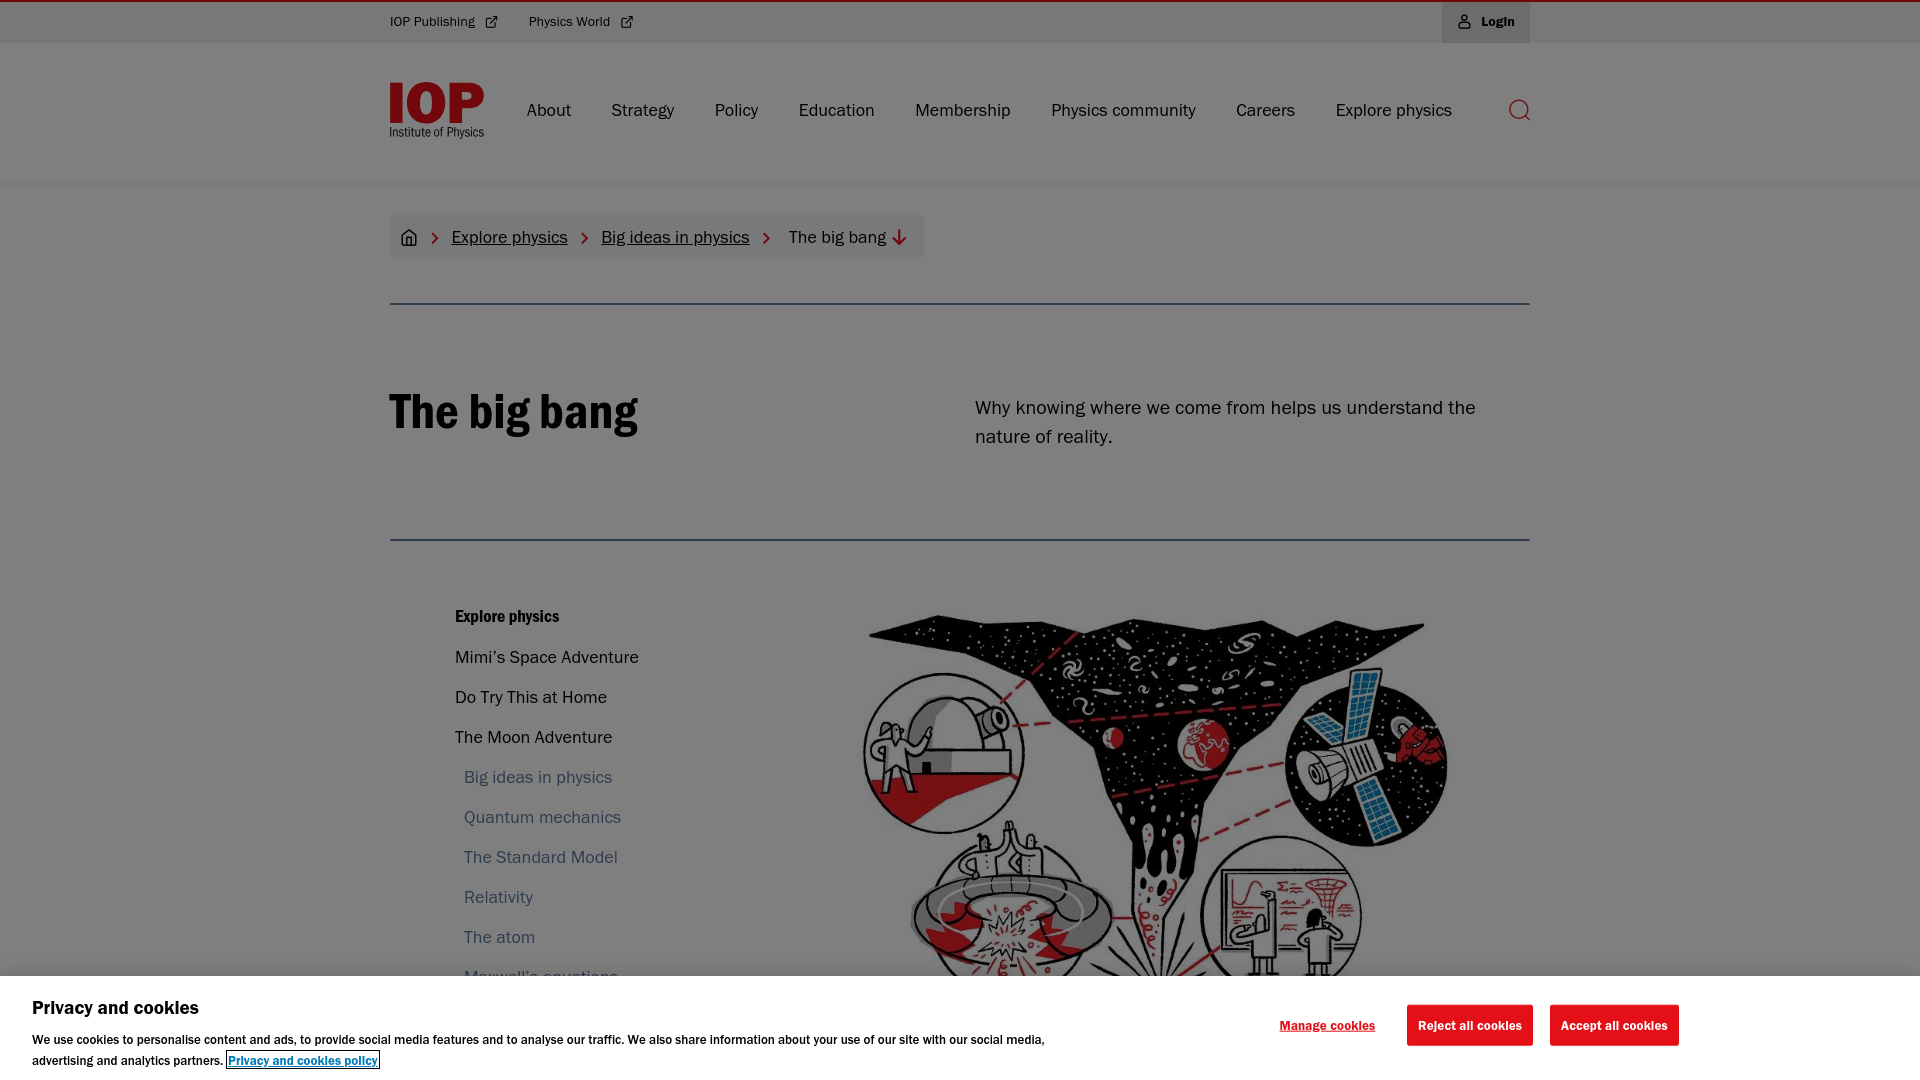 IOP Publishing
Physics World
Login
IOP
Institute of Physics
About
Strategy
Policy
Education
Membership
Physics community
Careers
Explore physics
Explore physics
Big ideas in physics
The big bang
The big bang
Why knowing where we come from helps us understand the
nature of reality.
Explore physics
Mimi’s Space Adventure
Do Try This at Home
The Moon Adventure
Big ideas in physics
Quantum mechanics
The Standard Model
Relativity
The atom
Maxwell’s equations
Privacy and cookies
We use cookies to personalise content and ads, to provide social media features and to analyse our traffic. We also share information about your use of our site with our social media,
advertising and analytics partners. Privacy and cookies policy
Manage cookies
Reject all cookies
Accept all cookies